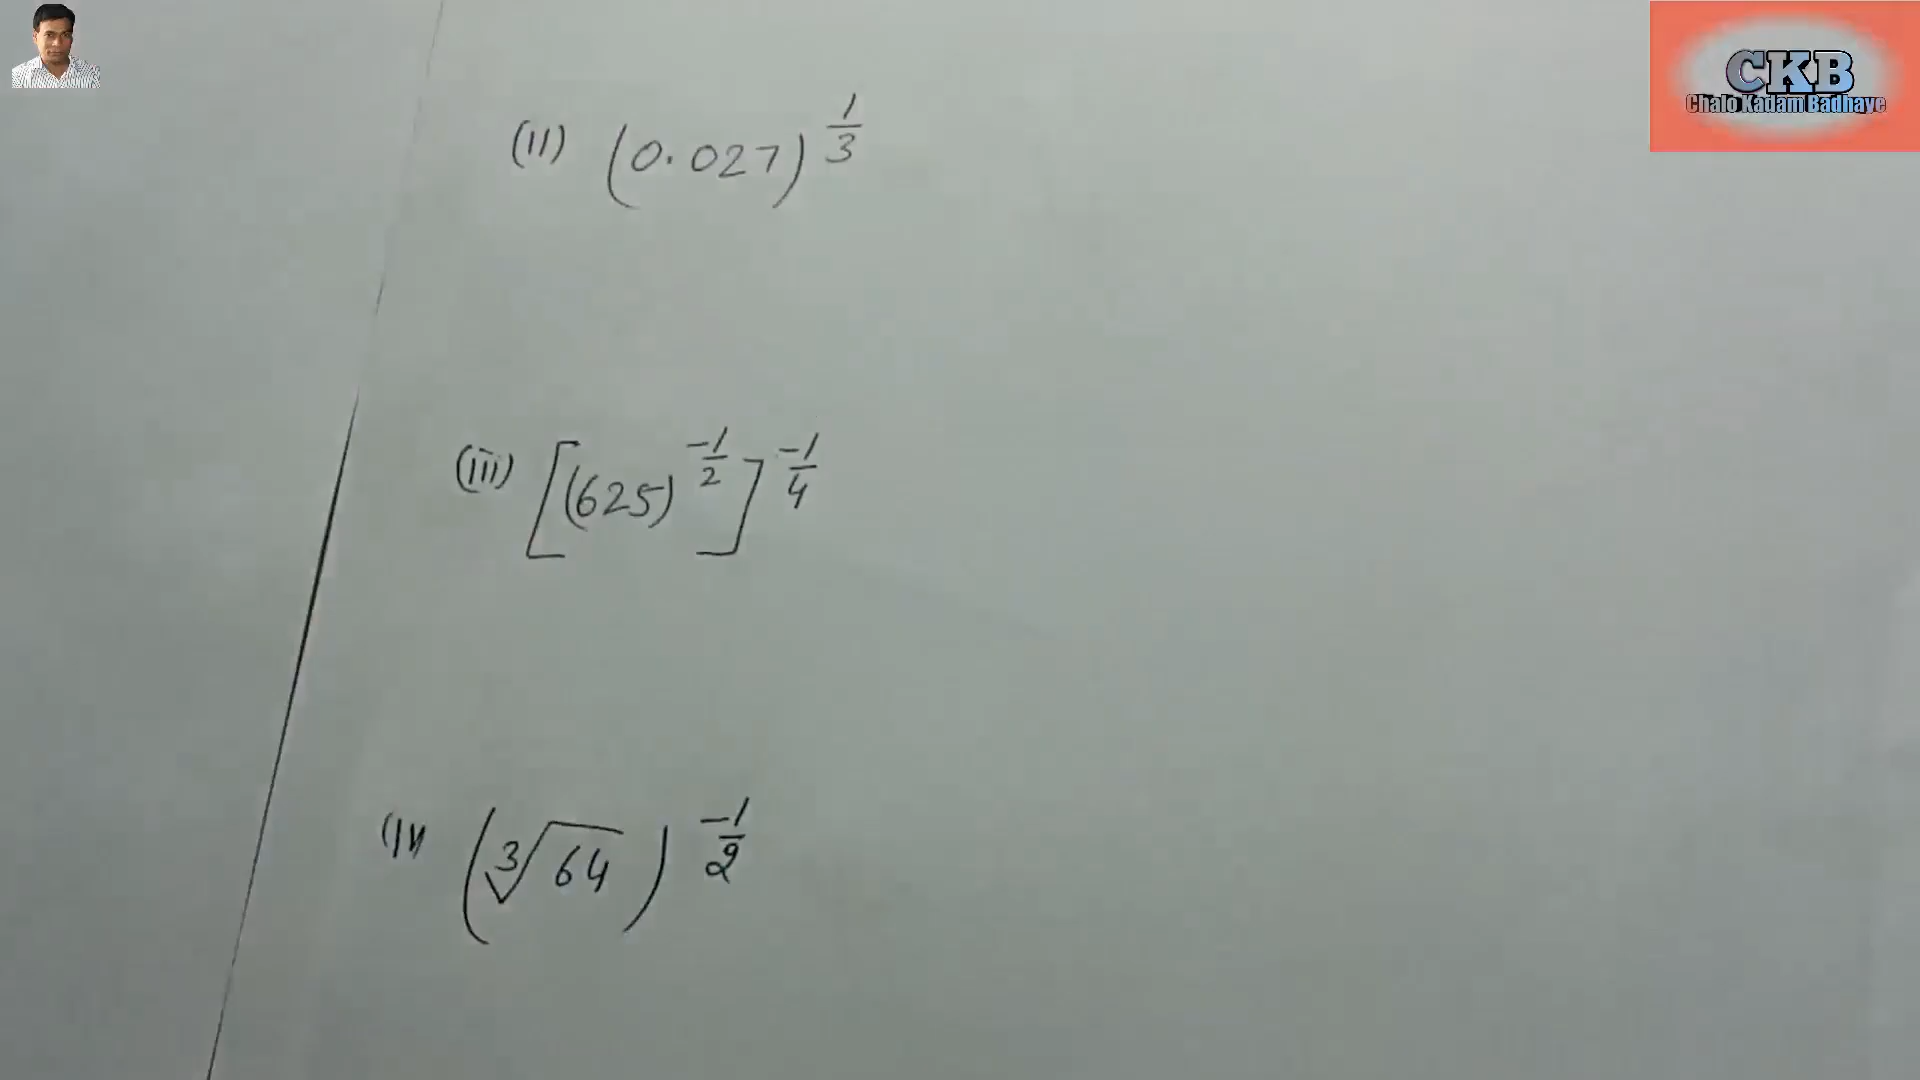 CKB
Chalo Kadam Badhaye
(ii) (0.027)^{1/3}
(iii) [(625)^{-1/2}]^{-1/4}
(iv (∛64)^{-1/2}